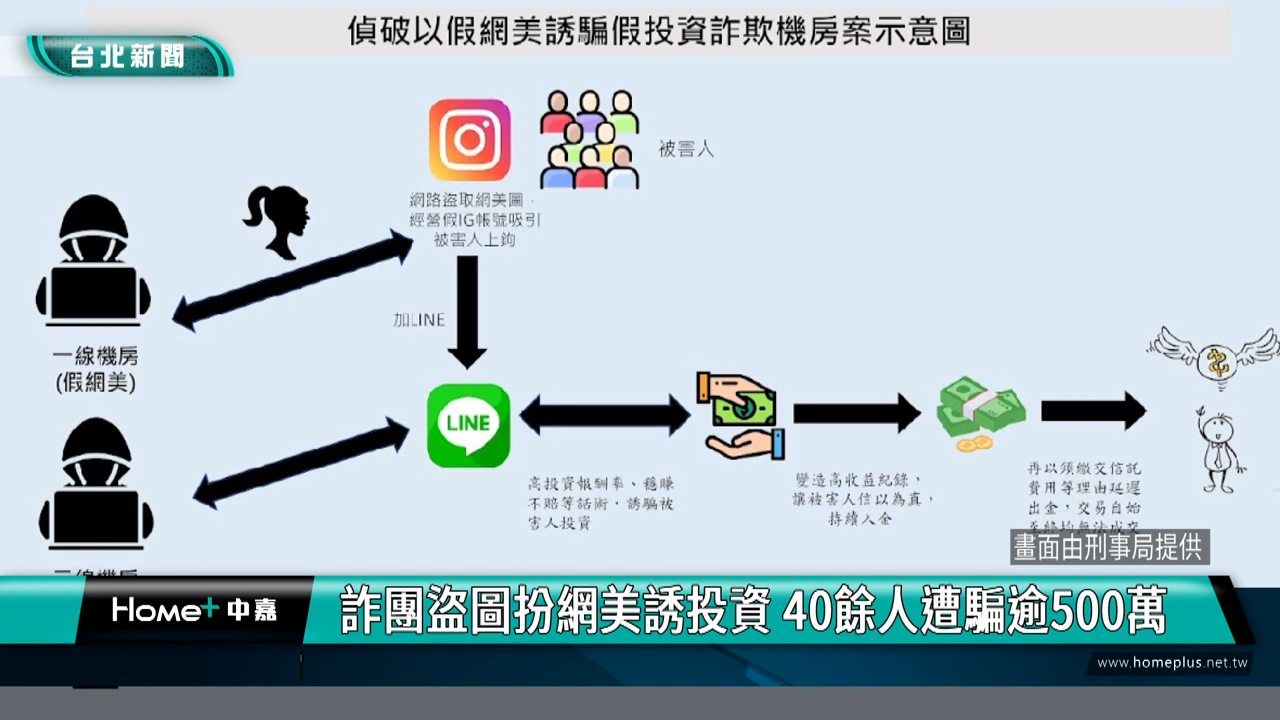 偵破以假網美誘騙假投資詐欺機房案示意圖
台北新聞
被害人
網路盜取網美圖，
經營假IG帳號吸引
被害人上鉤
加LINE
一線機房
(假網美)
LINE
高投資報酬率、穩賺
不賠等話術，誘騙被
害人投資
變造高收益紀錄，
讓被害人信以為真，
持續入金
再以須繳交信託
費用等理由延遲
出金，交易自始
至終均無法成交
畫面由刑事局提供
Home+中嘉
詐團盜圖扮網美誘投資 40餘人遭騙逾500萬
www.homeplus.net.tw